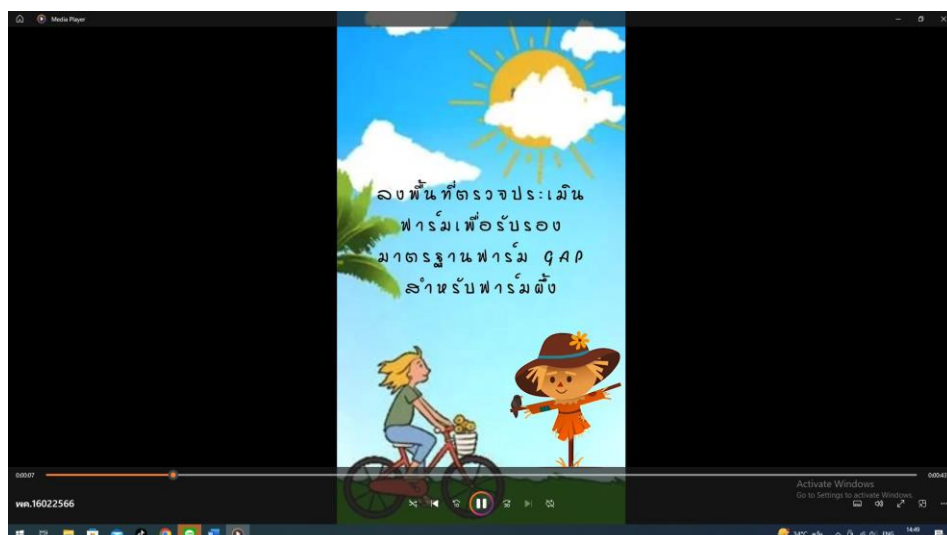 Media Player
ลงพื้นที่ตรวจประเมิน
ฟาร์มเพื่อรับรอง
มาตรฐานฟาร์ม GAP
สำหรับฟาร์มผึ้ง
0:00:07
0:00:43
Activate Windows
Go to Settings to activate Windows.
พศ.16022566
34°C
ENG
14:49